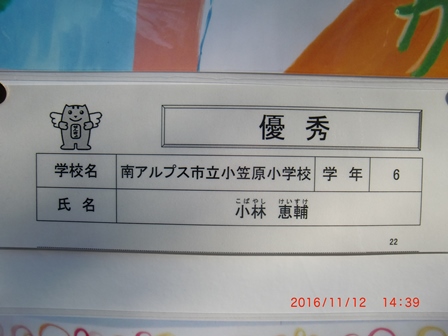 優秀
学校名 南アルプス市立小笠原小学校 学年 6
こばやし けいすけ
氏名 小林 恵輔
22
2016/11/12 14:39